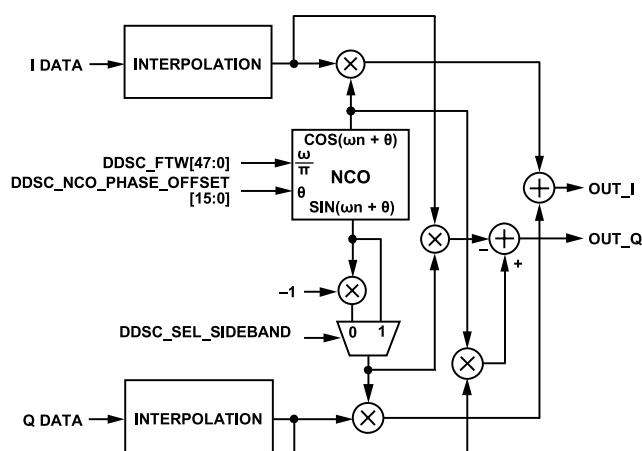 I DATA
INTERPOLATION
COS(ωn + θ)
DDSC_FTW[47:0]
ω
π
NCO
DDSC_NCO_PHASE_OFFSET
[15:0]
θ
SIN(ωn + θ)
OUT_I
OUT_Q
–
+
–1
DDSC_SEL_SIDEBAND
0 1
Q DATA
INTERPOLATION